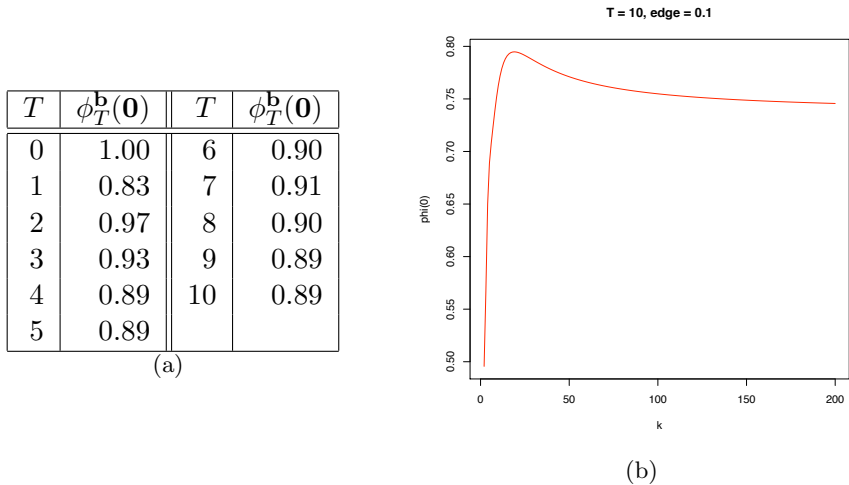 T ϕ_T^𝐛(𝟎) T ϕ_T^𝐛(𝟎)
0 1.00 6 0.90
1 0.83 7 0.91
2 0.97 8 0.90
3 0.93 9 0.89
4 0.89 10 0.89
5 0.89
(a)
T = 10, edge = 0.1
phi(0)
0.80
0.75
0.70
0.65
0.60
0.55
0.50
0 50 100 150 200
k
(b)